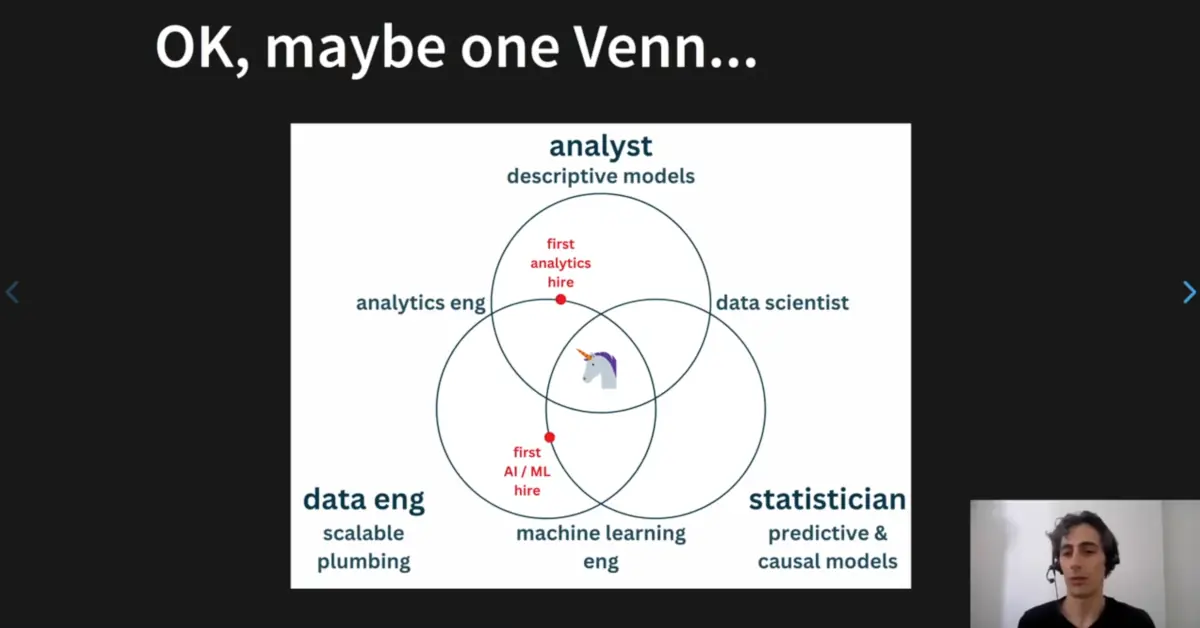 OK, maybe one Venn...
analyst
descriptive models
first
analytics
hire
analytics eng
data scientist
first
AI / ML
hire
data eng
scalable
plumbing
machine learning
eng
statistician
predictive &
causal models